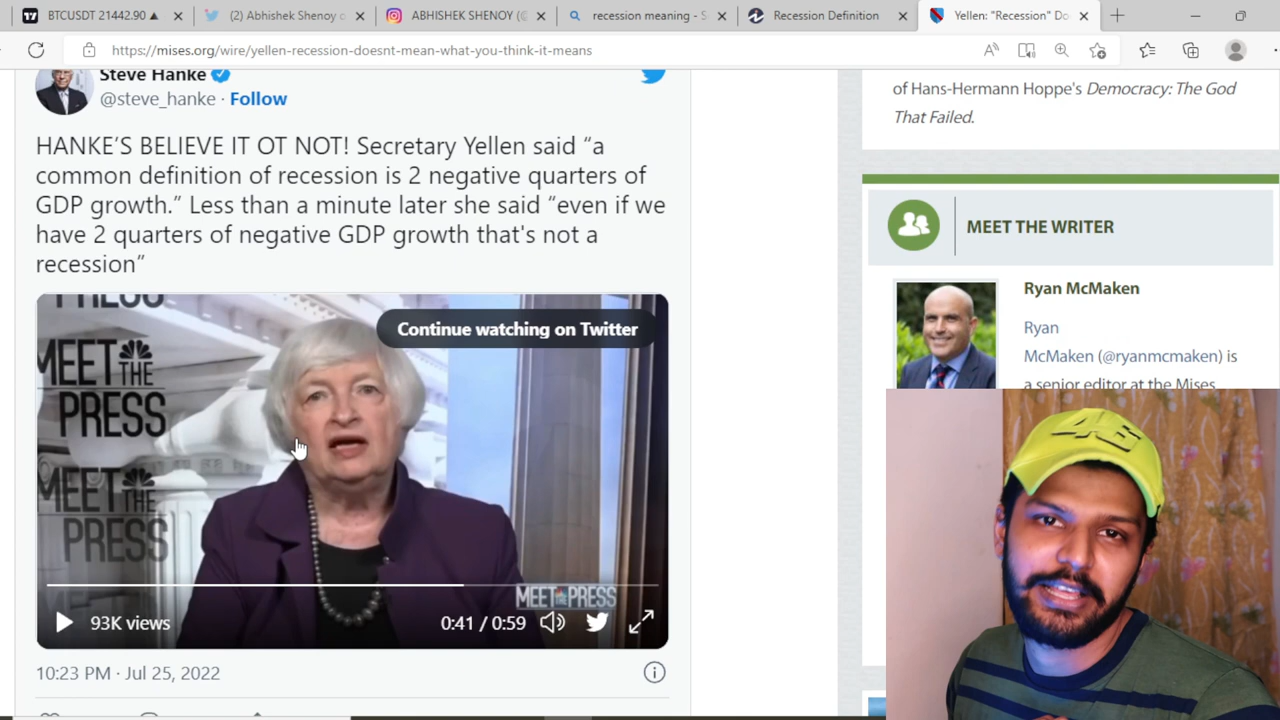 BTCUSDT 21442.90 ▲
(2) Abhishek Shenoy o
ABHISHEK SHENOY (@
recession meaning - S
Recession Definition
Yellen: "Recession" Do
https://mises.org/wire/yellen-recession-doesnt-mean-what-you-think-it-means
Steve Hanke
@steve_hanke · Follow
HANKE'S BELIEVE IT OT NOT! Secretary Yellen said “a
common definition of recession is 2 negative quarters of
GDP growth.” Less than a minute later she said “even if we
have 2 quarters of negative GDP growth that's not a
recession”
PRESS
Continue watching on Twitter
MEET
THE
PRESS
MEET
THE
PRESS
MEET THE PRESS
93K views
0:41 / 0:59
10:23 PM · Jul 25, 2022
of Hans-Hermann Hoppe's Democracy: The God
That Failed.
MEET THE WRITER
Ryan McMaken
Ryan
McMaken (@ryanmcmaken) is
a senior editor at the Mises
46